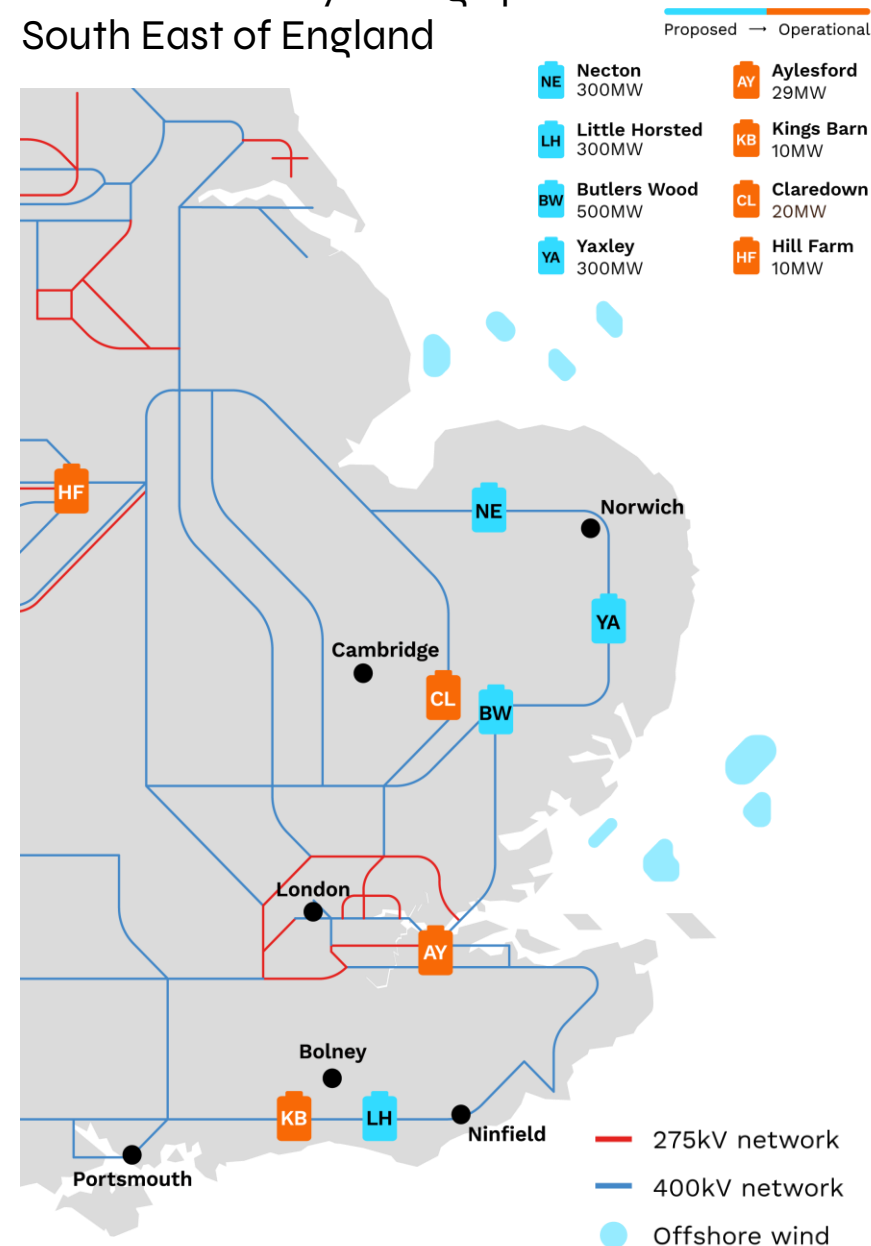 South East of England
Proposed → Operational
NE
Necton
300MW
AY
Aylesford
29MW
LH
Little Horsted
300MW
KB
Kings Barn
10MW
BW
Butlers Wood
500MW
CL
Claredown
20MW
YA
Yaxley
300MW
HF
Hill Farm
10MW
HF
NE
Norwich
YA
Cambridge
CL
BW
London
AY
Bolney
KB
LH
Ninfield
Portsmouth
275kV network
400kV network
Offshore wind